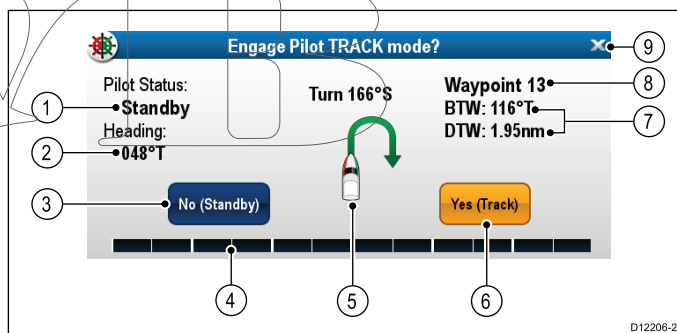 Engage Pilot TRACK mode?
9
Pilot Status:
Standby
Heading:
048°T
Turn 166°S
Waypoint 13
BTW: 116°T
DTW: 1.95nm
1
2
8
7
No (Standby)
Yes (Track)
3
4
5
6
D12206-2